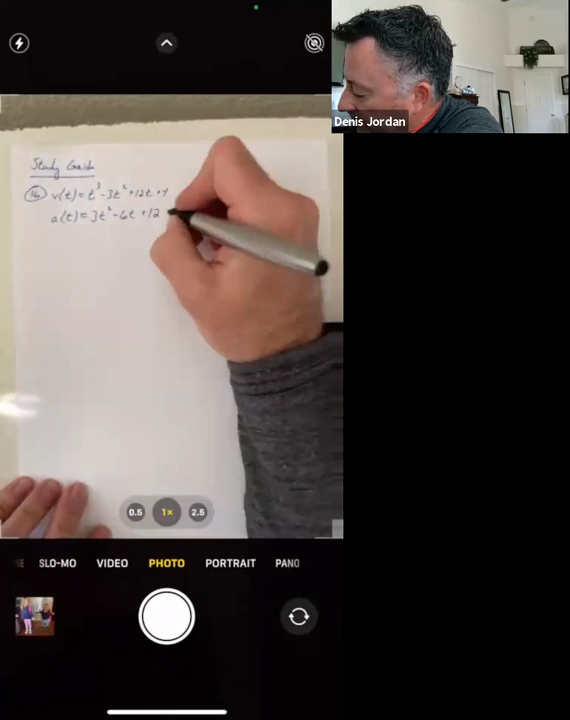 Denis Jordan
Study Guide
16a v(t) = t³ - 3t² + 12t + 4
a(t) = 3t² - 6t + 12
0.5 1× 2.5
SLO-MO VIDEO PHOTO PORTRAIT PANO